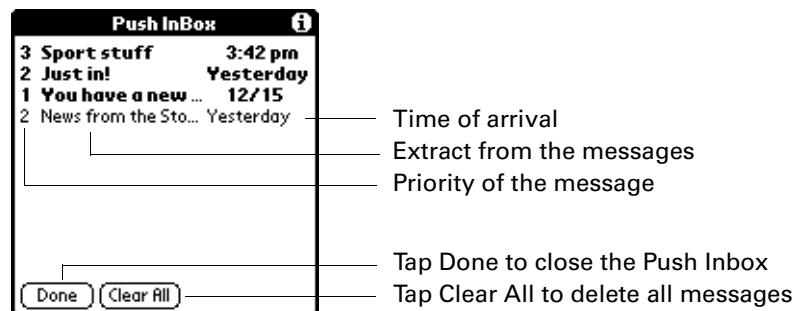 Push InBox i
3 Sport stuff 3:42 pm
2 Just in! Yesterday
1 You have a new ... 12/15
2 News from the Sto... Yesterday
Time of arrival
Extract from the messages
Priority of the message
Tap Done to close the Push Inbox
Done Clear All
Tap Clear All to delete all messages